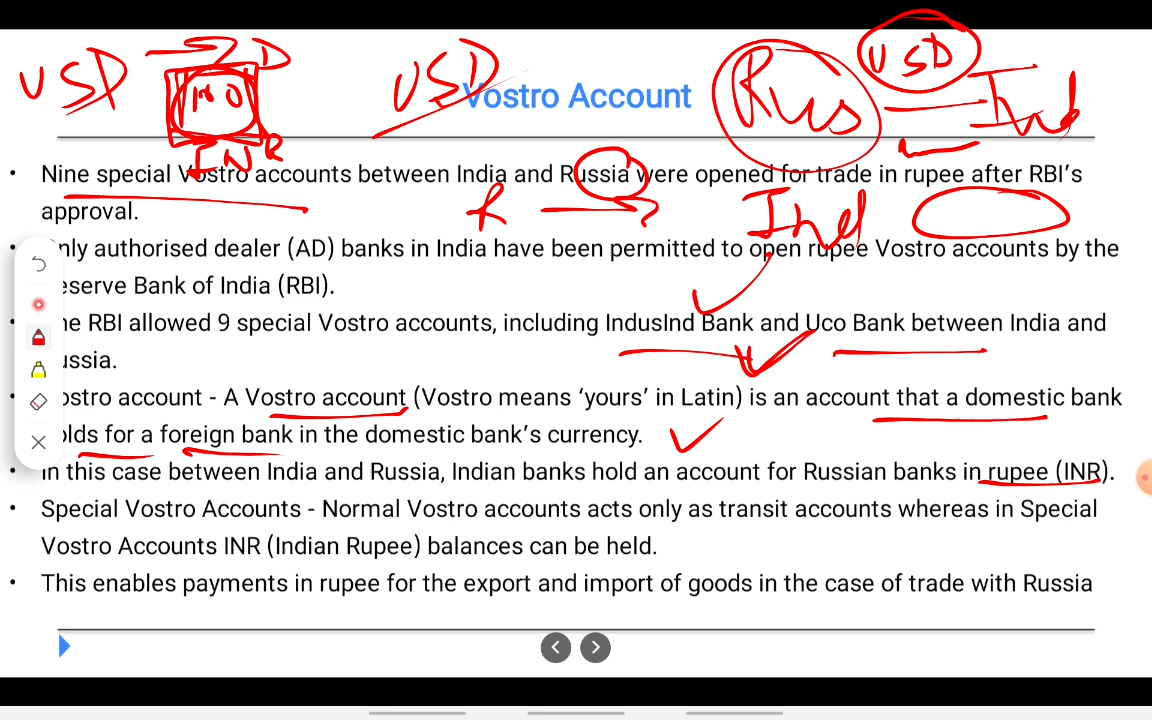 USD
USD
USD
Rus
Ind
INR
Vostro Account
• Nine special Vostro accounts between India and Russia were opened for trade in rupee after RBI's
approval.
R
Ind
nly authorised dealer (AD) banks in India have been permitted to open rupee Vostro accounts by the
eserve Bank of India (RBI).
he RBI allowed 9 special Vostro accounts, including IndusInd Bank and Uco Bank between India and
ussia.
ostro account - A Vostro account (Vostro means ‘yours’ in Latin) is an account that a domestic bank
olds for a foreign bank in the domestic bank's currency.
In this case between India and Russia, Indian banks hold an account for Russian banks in rupee (INR).
• Special Vostro Accounts - Normal Vostro accounts acts only as transit accounts whereas in Special
Vostro Accounts INR (Indian Rupee) balances can be held.
• This enables payments in rupee for the export and import of goods in the case of trade with Russia